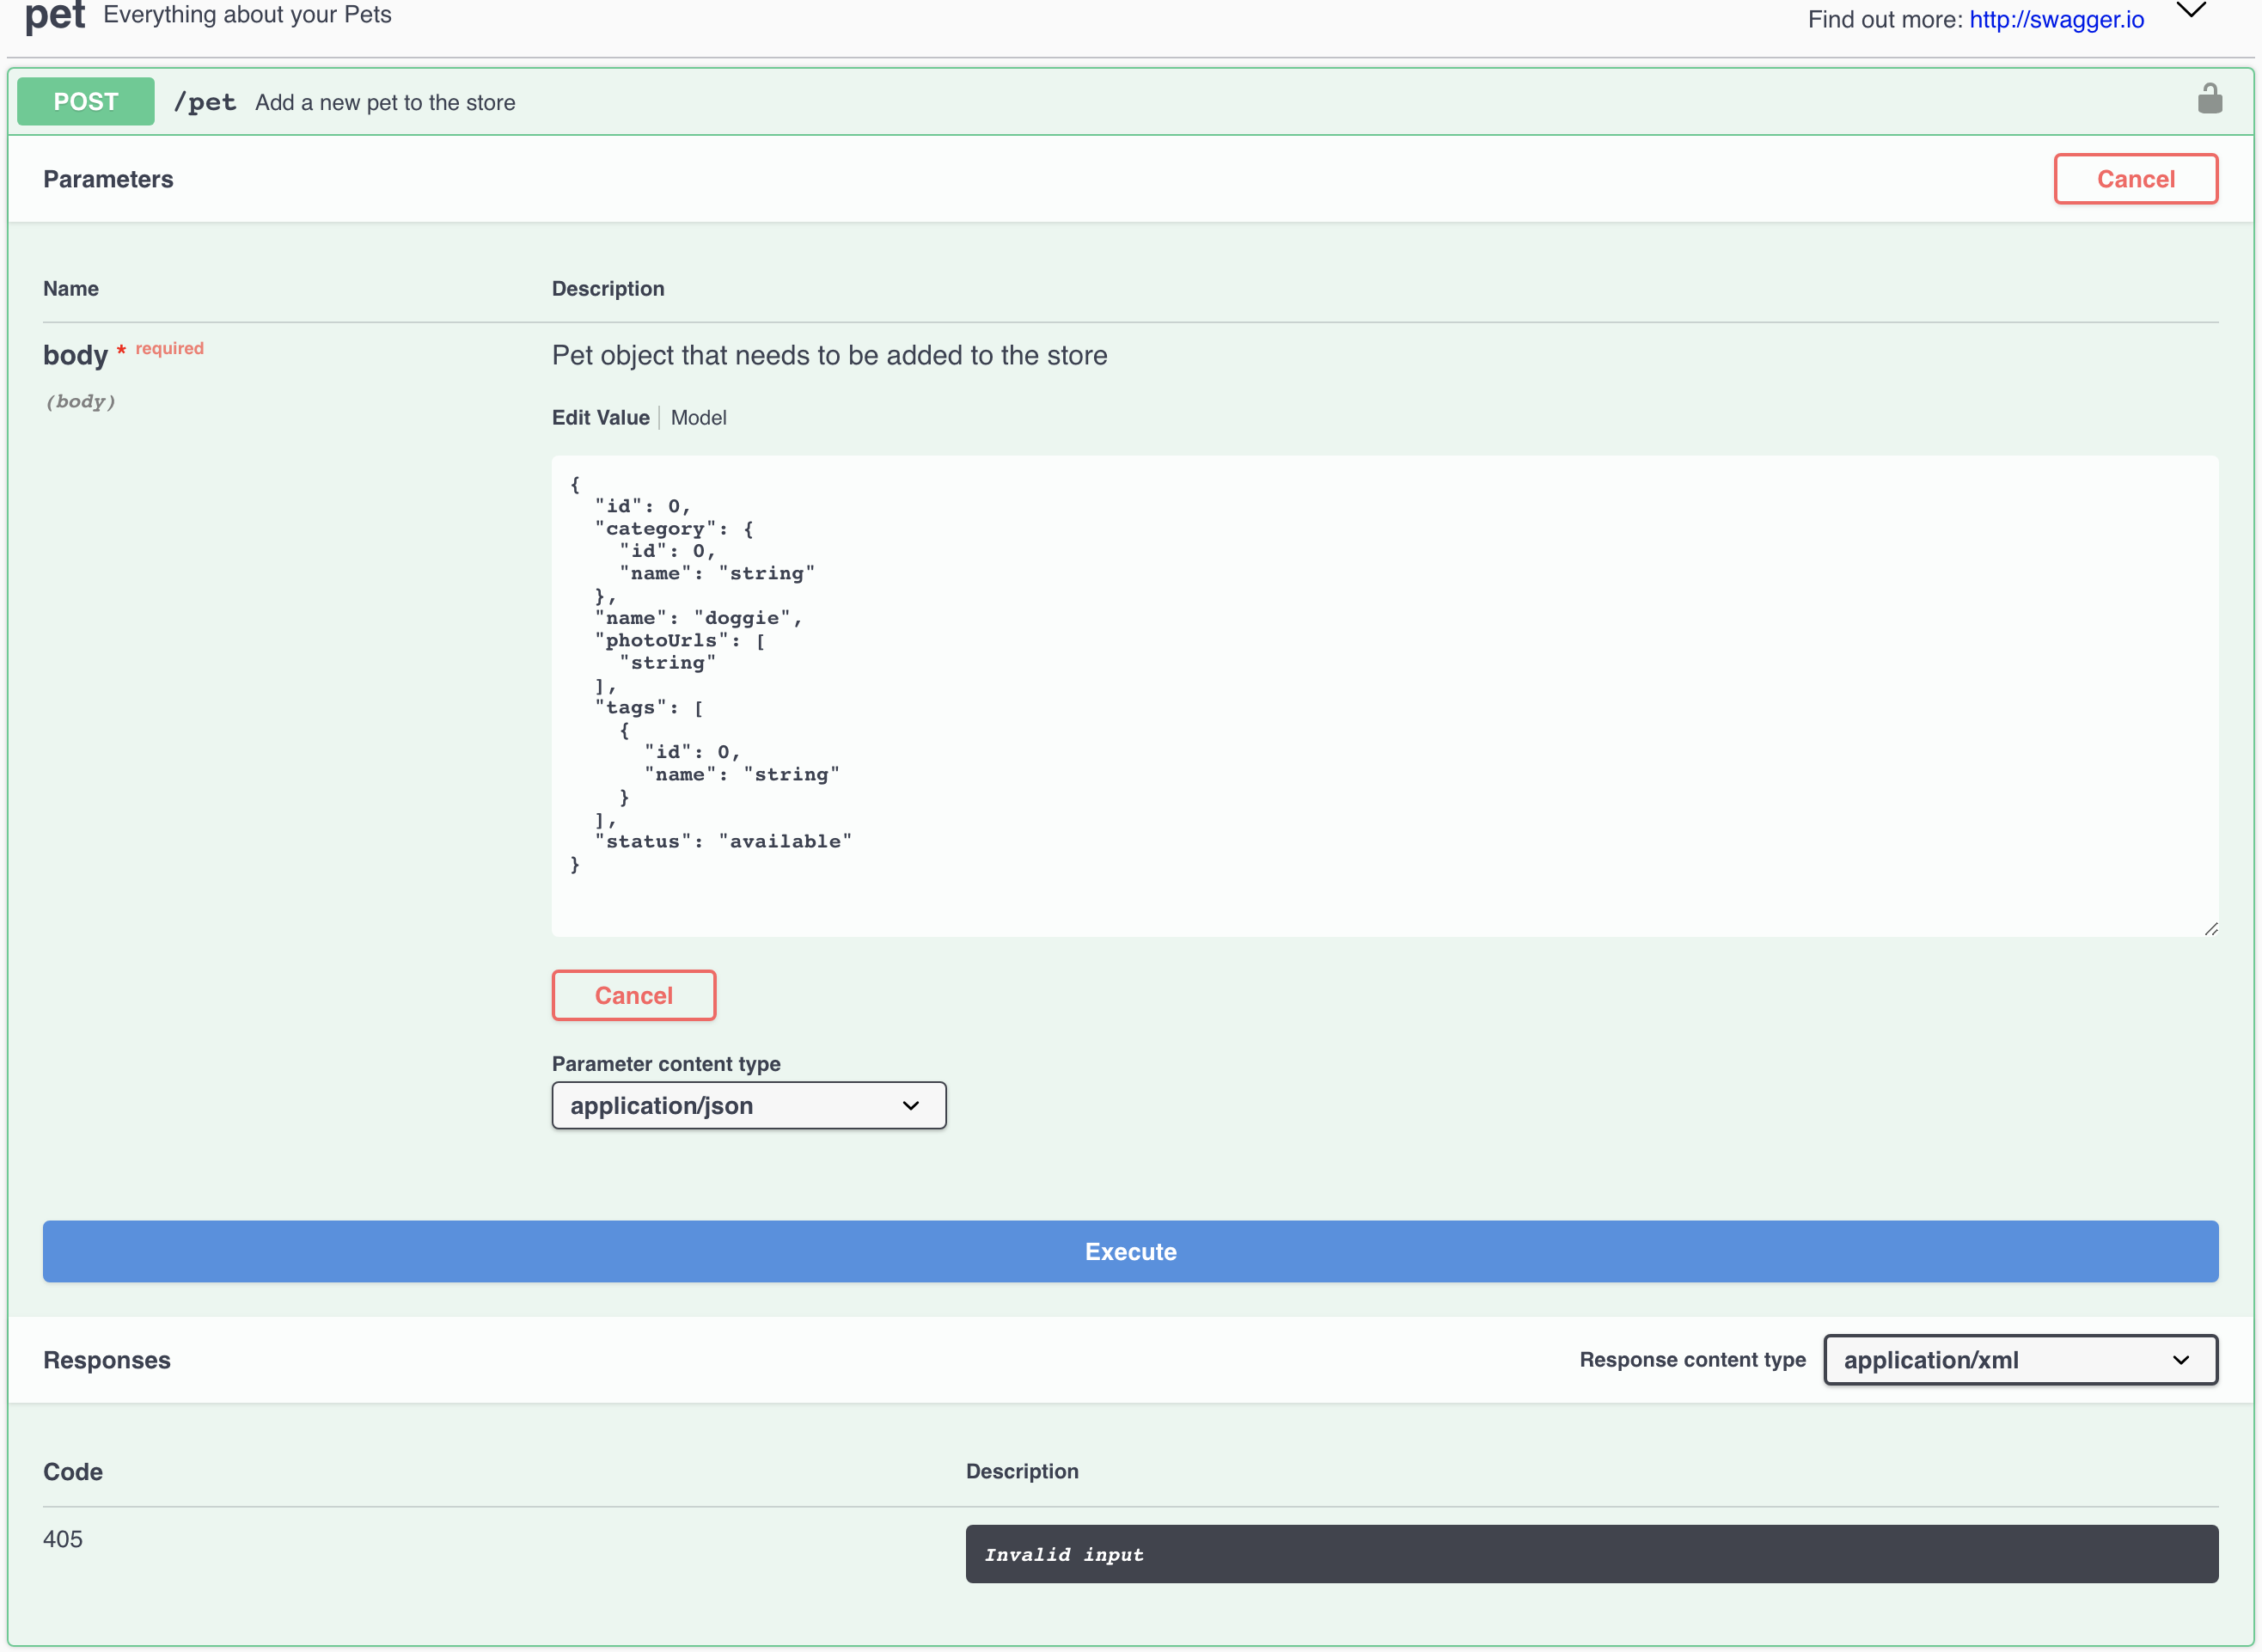 pet Everything about your Pets Find out more: http://swagger.io
POST /pet Add a new pet to the store
Parameters Cancel
Name Description
body * required Pet object that needs to be added to the store
(body)
Edit Value Model
{
  "id": 0,
  "category": {
    "id": 0,
    "name": "string"
  },
  "name": "doggie",
  "photoUrls": [
    "string"
  ],
  "tags": [
    {
      "id": 0,
      "name": "string"
    }
  ],
  "status": "available"
}
Cancel
Parameter content type
application/json
Execute
Responses Response content type application/xml
Code Description
405 Invalid input